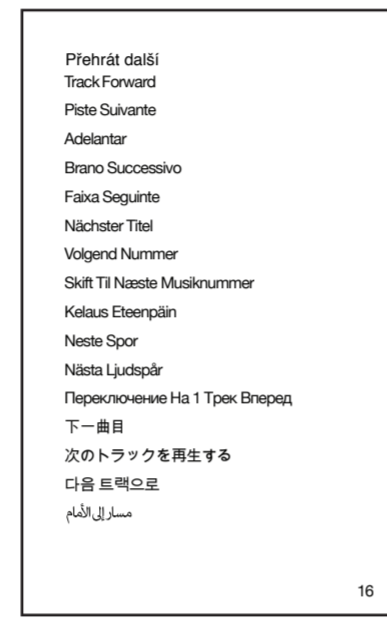 Přehrát další
Track Forward
Piste Suivante
Adelantar
Brano Successivo
Faixa Seguinte
Nächster Titel
Volgend Nummer
Skift Til Næste Musiknummer
Kelaus Eteenpäin
Neste Spor
Nästa Ljudspår
Переключение На 1 Трек Вперед
下一曲目
次のトラックを再生する
다음 트랙으로
مسار إلى الأمام
16